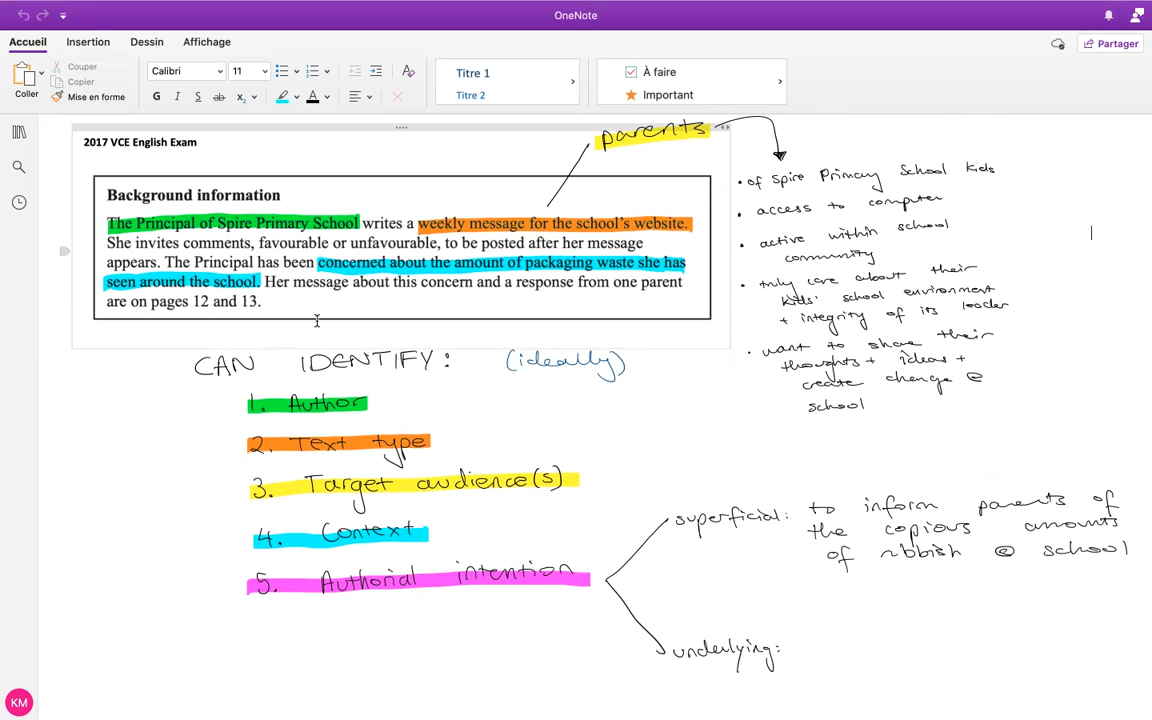 OneNote
Accueil Insertion Dessin Affichage
Partager
Coller
Couper
Copier
Mise en forme
Calibri 11
G I S ab x₂ A
Titre 1
Titre 2
À faire
Important
2017 VCE English Exam
parents
Background information
The Principal of Spire Primary School writes a weekly message for the school's website.
She invites comments, favourable or unfavourable, to be posted after her message
appears. The Principal has been concerned about the amount of packaging waste she has
seen around the school. Her message about this concern and a response from one parent
are on pages 12 and 13.
• of Spire Primary School kids
• access to computer
• active within school
community
• truly care about their
kids' school environment
+ integrity of its leader
• want to share their
thoughts + ideas +
create change @
school
CAN IDENTIFY: (ideally)
1. Author
2. Text type
3. Target audience(s)
4. Context
5. Authorial intention
superficial: to inform parents of
the copious amounts
of rubbish @ school
underlying:
KM